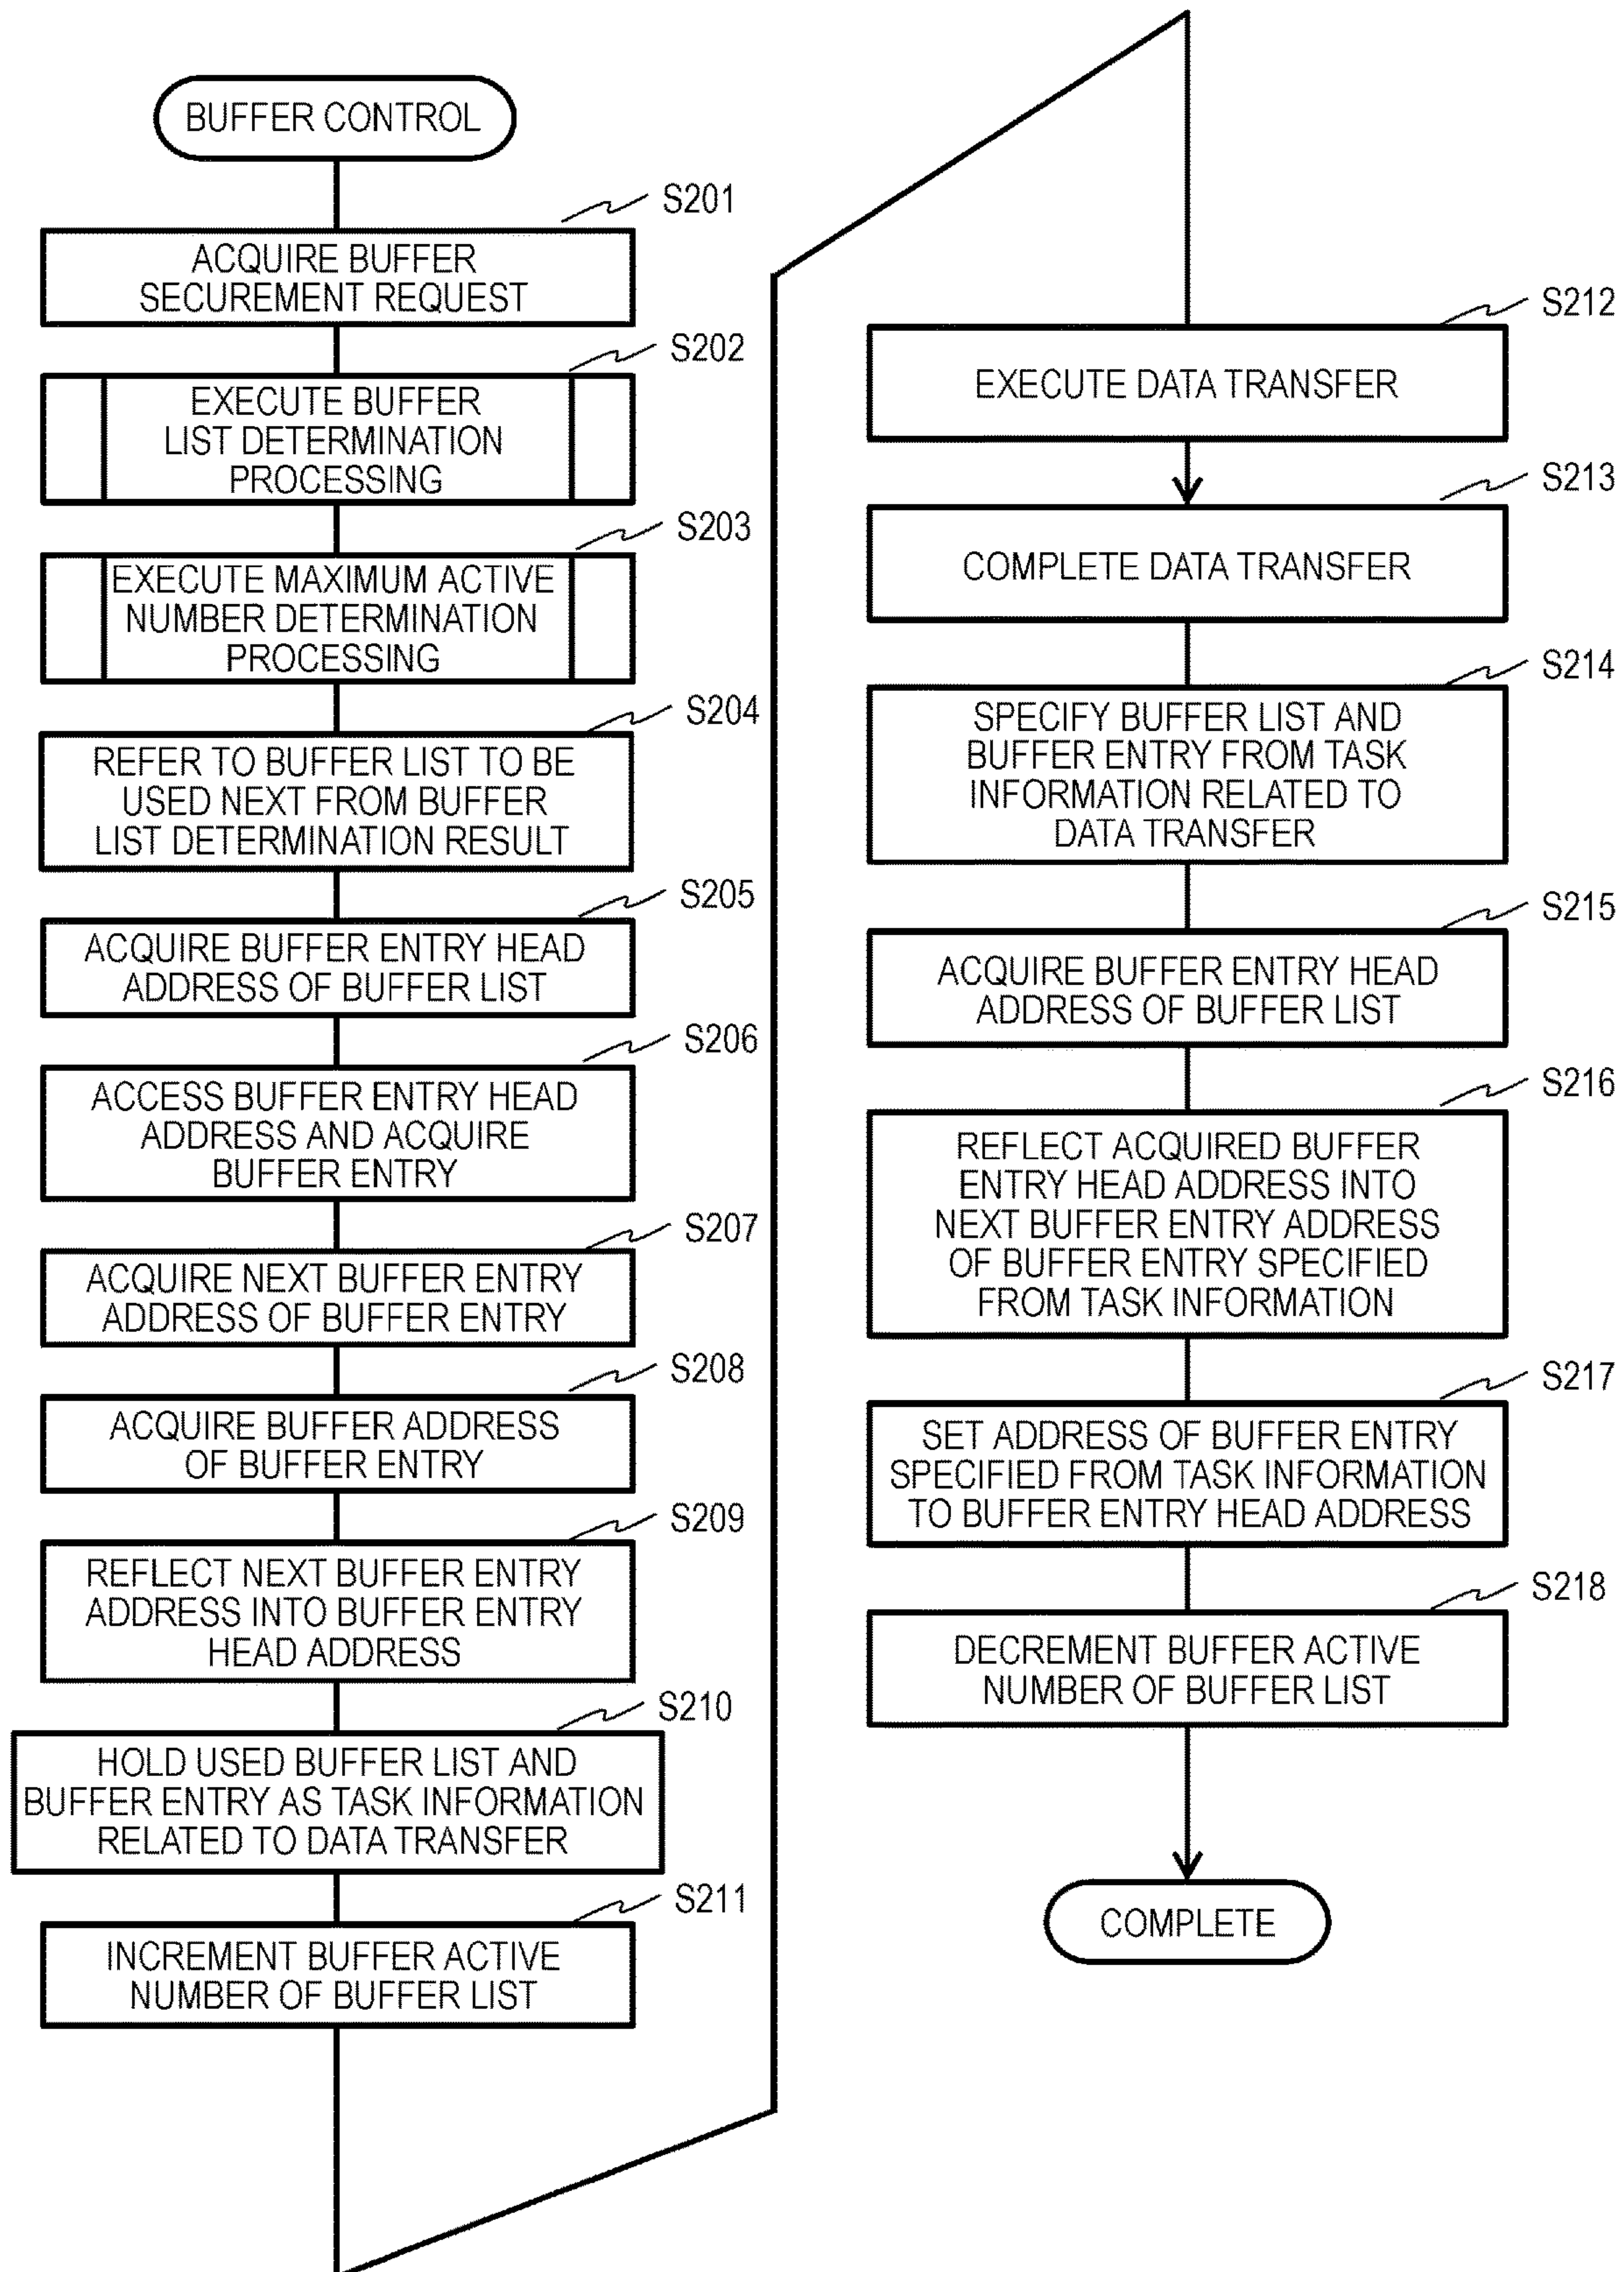 BUFFER CONTROL
S201
ACQUIRE BUFFER
SECUREMENT REQUEST
S202
EXECUTE BUFFER
LIST DETERMINATION
PROCESSING
S203
EXECUTE MAXIMUM ACTIVE
NUMBER DETERMINATION
PROCESSING
S204
REFER TO BUFFER LIST TO BE
USED NEXT FROM BUFFER
LIST DETERMINATION RESULT
S205
ACQUIRE BUFFER ENTRY HEAD
ADDRESS OF BUFFER LIST
S206
ACCESS BUFFER ENTRY HEAD
ADDRESS AND ACQUIRE
BUFFER ENTRY
S207
ACQUIRE NEXT BUFFER ENTRY
ADDRESS OF BUFFER ENTRY
S208
ACQUIRE BUFFER ADDRESS
OF BUFFER ENTRY
S209
REFLECT NEXT BUFFER ENTRY
ADDRESS INTO BUFFER ENTRY
HEAD ADDRESS
S210
HOLD USED BUFFER LIST AND
BUFFER ENTRY AS TASK INFORMATION
RELATED TO DATA TRANSFER
S211
INCREMENT BUFFER ACTIVE
NUMBER OF BUFFER LIST
S212
EXECUTE DATA TRANSFER
S213
COMPLETE DATA TRANSFER
S214
SPECIFY BUFFER LIST AND
BUFFER ENTRY FROM TASK
INFORMATION RELATED TO
DATA TRANSFER
S215
ACQUIRE BUFFER ENTRY HEAD
ADDRESS OF BUFFER LIST
S216
REFLECT ACQUIRED BUFFER
ENTRY HEAD ADDRESS INTO
NEXT BUFFER ENTRY ADDRESS
OF BUFFER ENTRY SPECIFIED
FROM TASK INFORMATION
S217
SET ADDRESS OF BUFFER ENTRY
SPECIFIED FROM TASK INFORMATION
TO BUFFER ENTRY HEAD ADDRESS
S218
DECREMENT BUFFER ACTIVE
NUMBER OF BUFFER LIST
COMPLETE